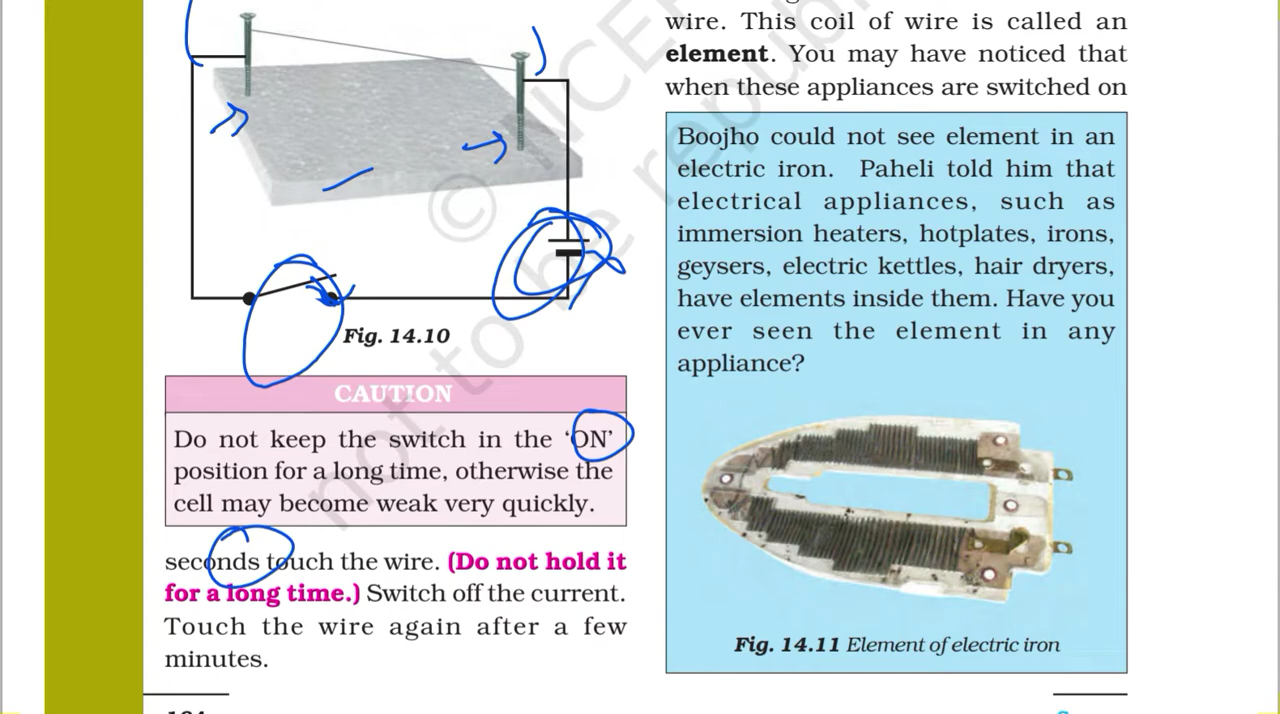 wire. This coil of wire is called an
element. You may have noticed that
when these appliances are switched on
Fig. 14.10
CAUTION
Do not keep the switch in the ‘ON’
position for a long time, otherwise the
cell may become weak very quickly.
seconds touch the wire. (Do not hold it
for a long time.) Switch off the current.
Touch the wire again after a few
minutes.
Boojho could not see element in an
electric iron. Paheli told him that
electrical appliances, such as
immersion heaters, hotplates, irons,
geysers, electric kettles, hair dryers,
have elements inside them. Have you
ever seen the element in any
appliance?
Fig. 14.11 Element of electric iron
not to be republi